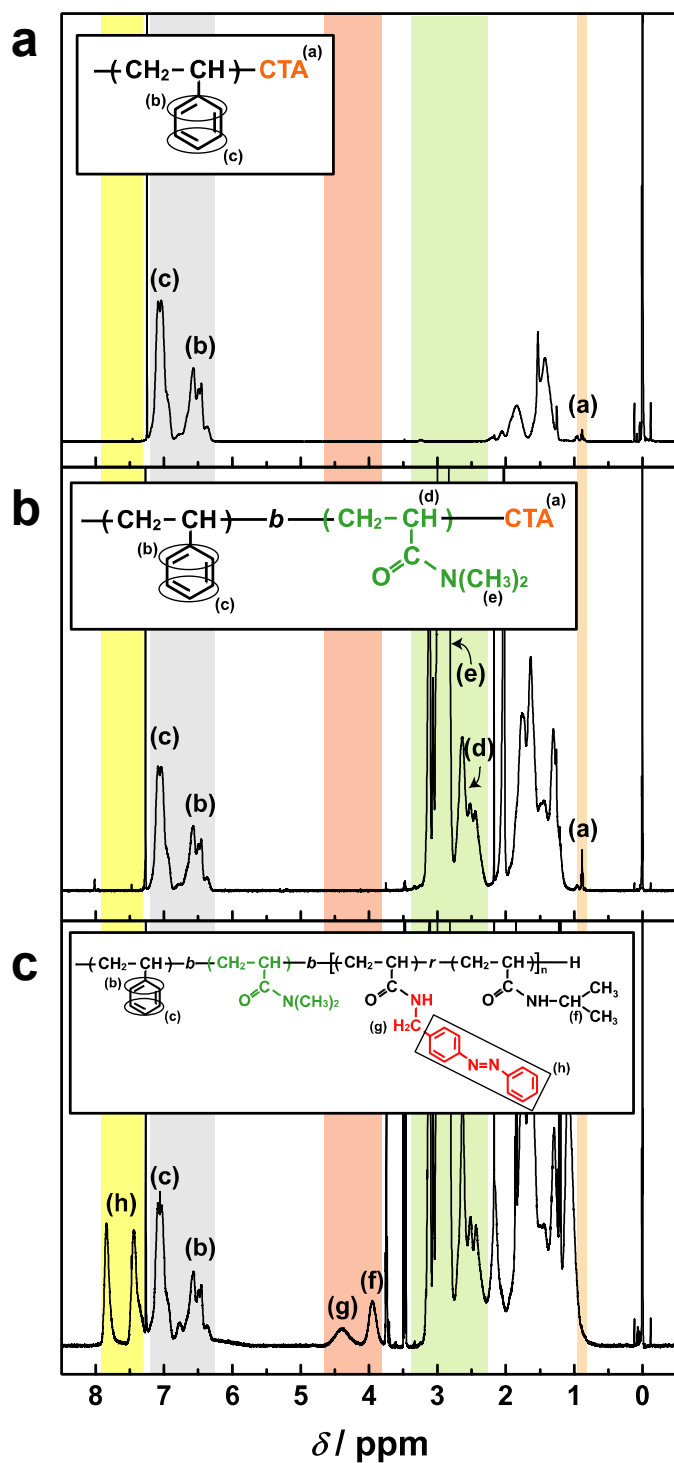 a
—(CH₂—CH)—CTA(a)
(b)
(c)
(c)
(b)
(a)
b
(d) (a)
—(CH₂—CH)—b—(CH₂—CH)——CTA
(b)
O C N(CH₃)₂
(c) (e)
(e)
(d)
(c)
(b)
(a)
c
—(CH₂—CH)—b—(CH₂—CH)—b—[(CH₂—CH)—r—(CH₂—CH)]n—H
(b)
(c)
O C N(CH₃)₂
O C NH
O C NH CH₃ CH₃
(f)
(g) H₂C
N=N
(h)
(h)
(c)
(b)
(g)
(f)
8 7 6 5 4 3 2 1 0
δ / ppm